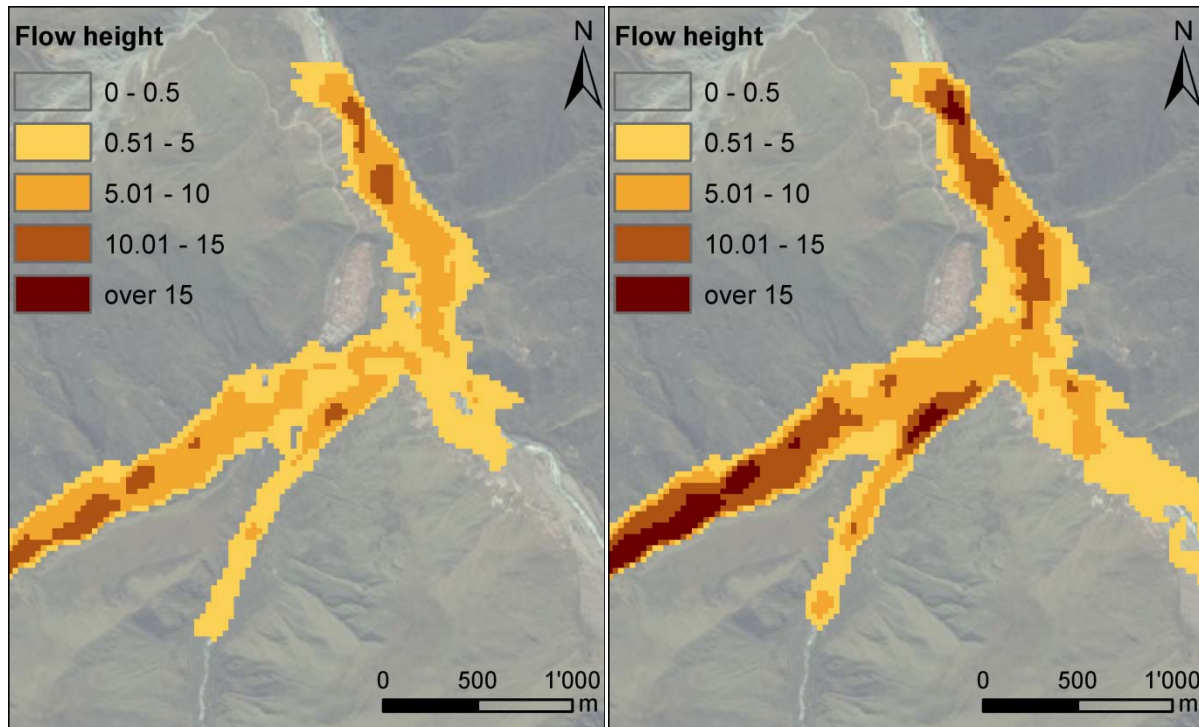 Flow height
N
0 - 0.5
0.51 - 5
5.01 - 10
10.01 - 15
over 15
0 500 1'000
m
Flow height
N
0 - 0.5
0.51 - 5
5.01 - 10
10.01 - 15
over 15
0 500 1'000
m